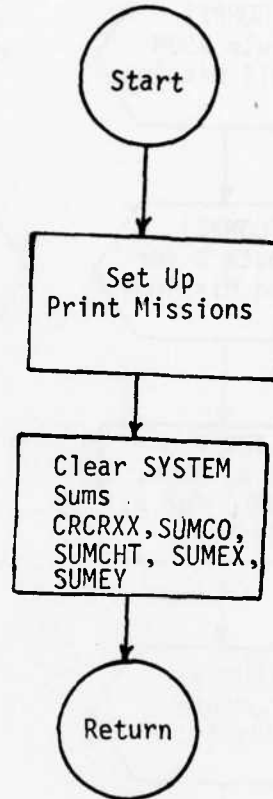 Start
Set Up
Print Missions
Clear SYSTEM
Sums
CRCRXX, SUMCO,
SUMCHT, SUMEX,
SUMEY
Return